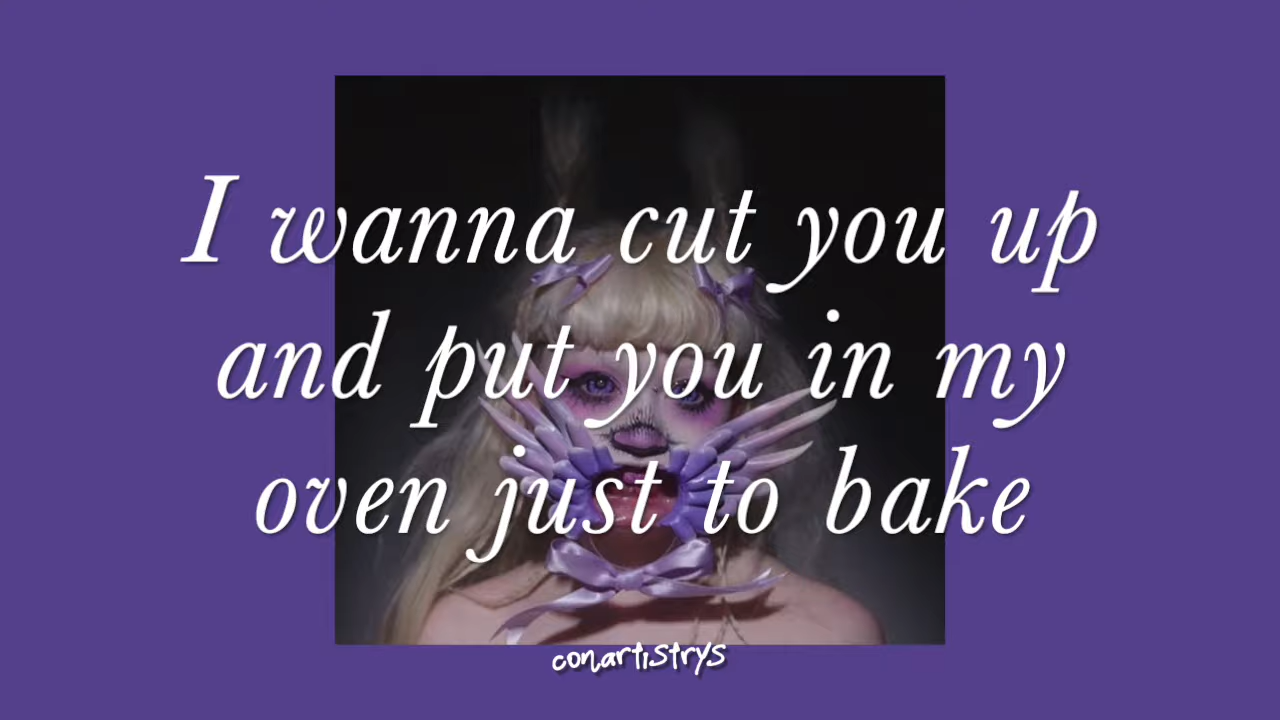 I wanna cut you up
and put you in my
oven just to bake
conartistrys